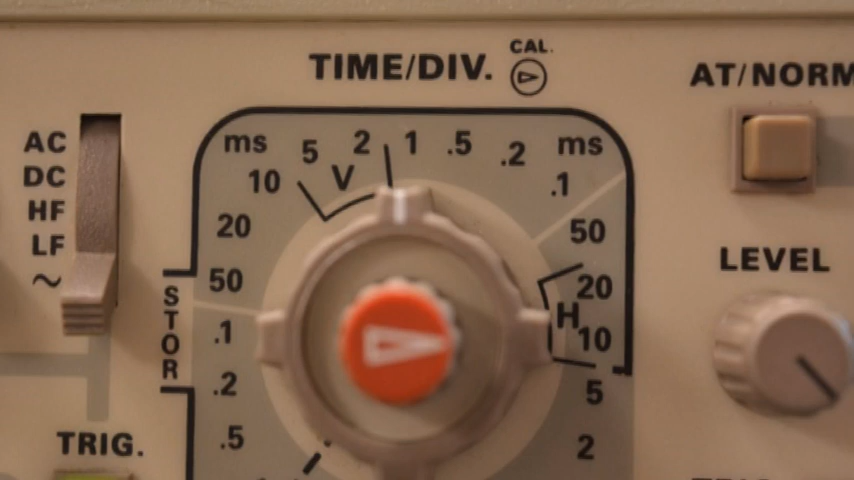 CAL.
TIME/DIV.
AT/NORM
ms 5 2 1 .5 .2 ms
AC
DC
HF
LF
~
10 V .1
20 50
LEVEL
50 20
STOR
H
.1 10
.2 5
.5 2
TRIG.